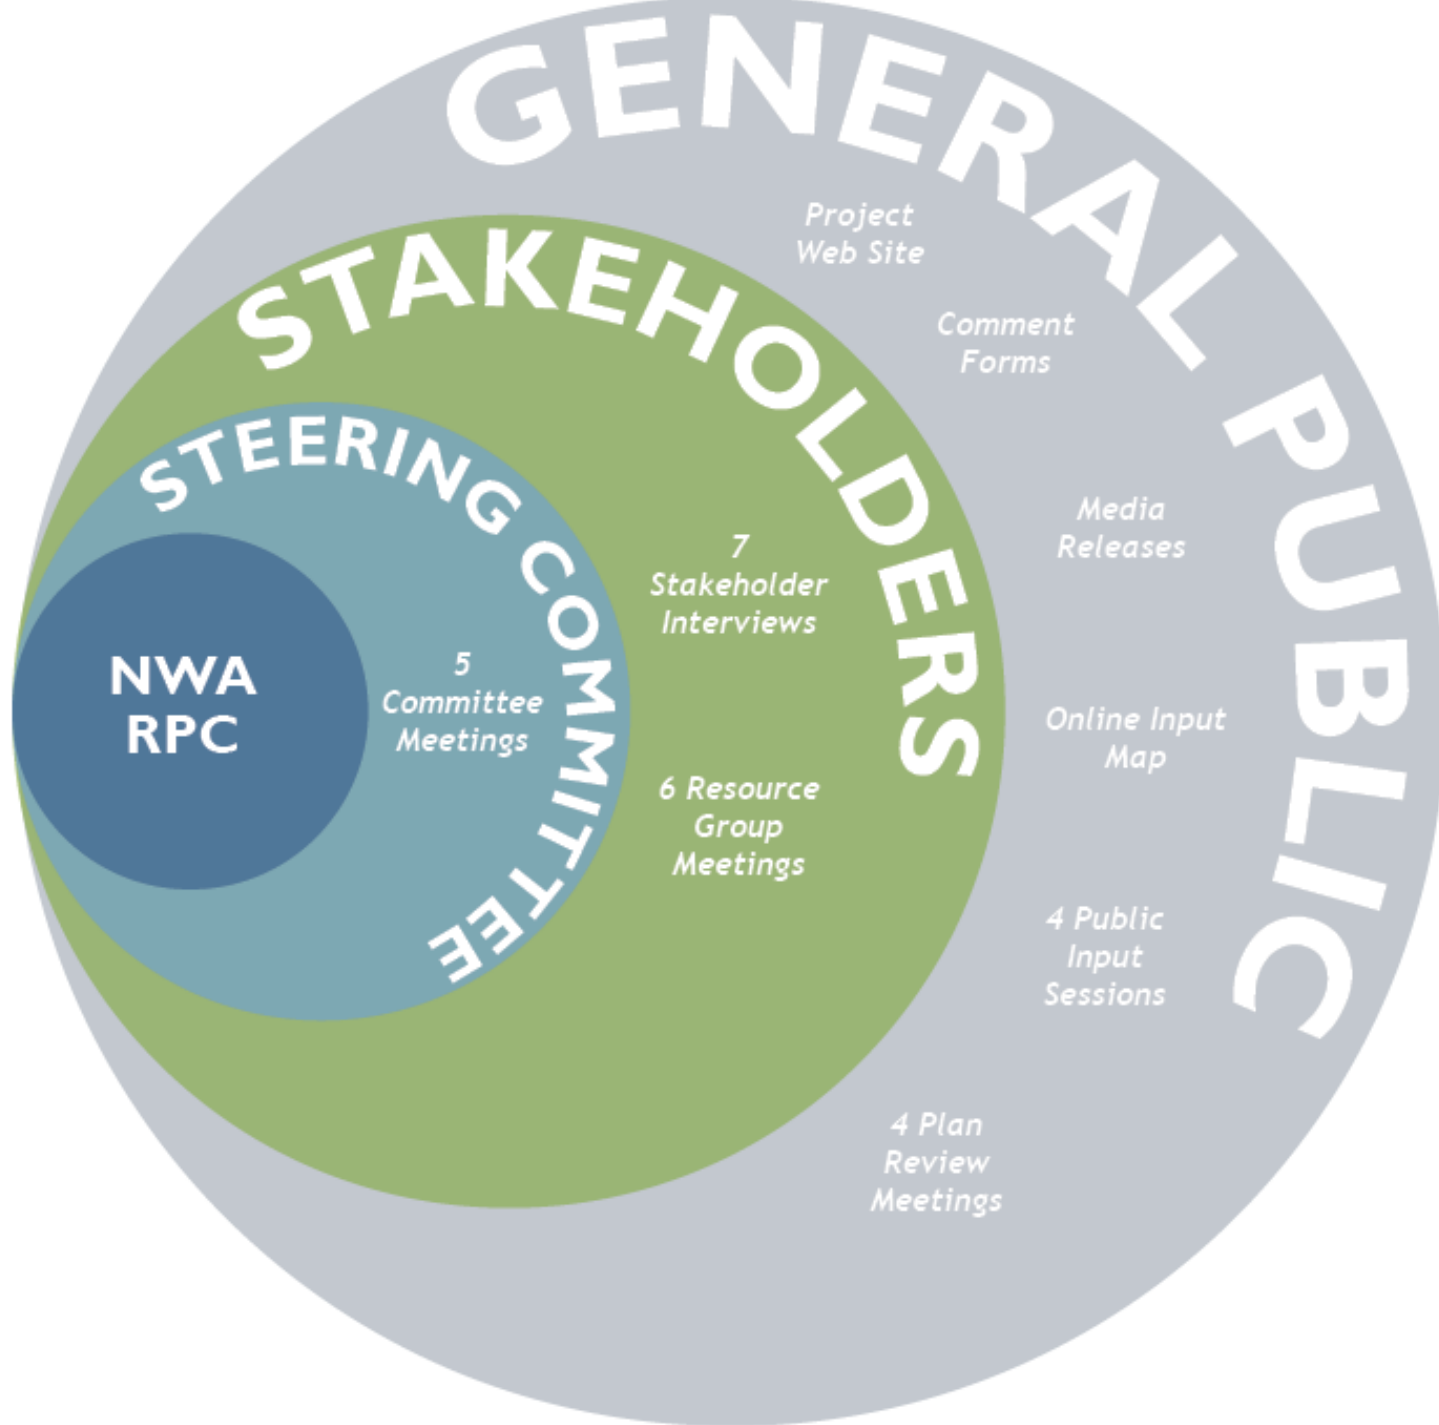 GENERAL PUBLIC
Project
Web Site
Comment
Forms
Media
Releases
Online Input
Map
4 Public
Input
Sessions
4 Plan
Review
Meetings
STAKEHOLDERS
7
Stakeholder
Interviews
6 Resource
Group
Meetings
STEERING COMMITTEE
5
Committee
Meetings
NWA
RPC